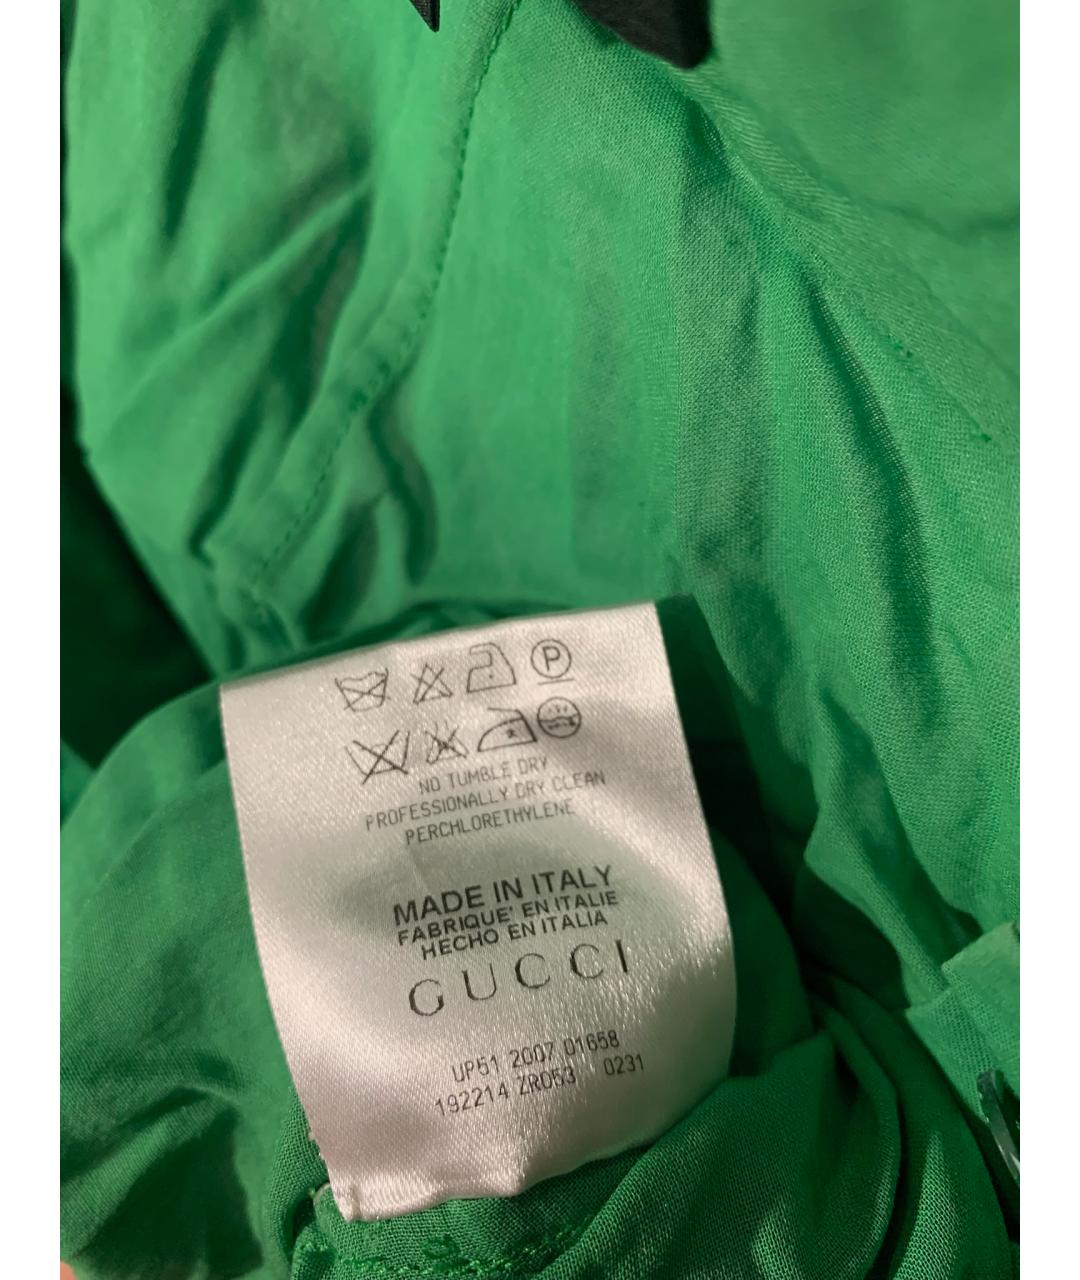 P
NO TUMBLE DRY
PROFESSIONALLY DRY CLEAN
PERCHLORETHYLENE
MADE IN ITALY
FABRIQUE' EN ITALIE
HECHO EN ITALIA
GUCCI
UP51 2007 01658
192214 ZR053 0231